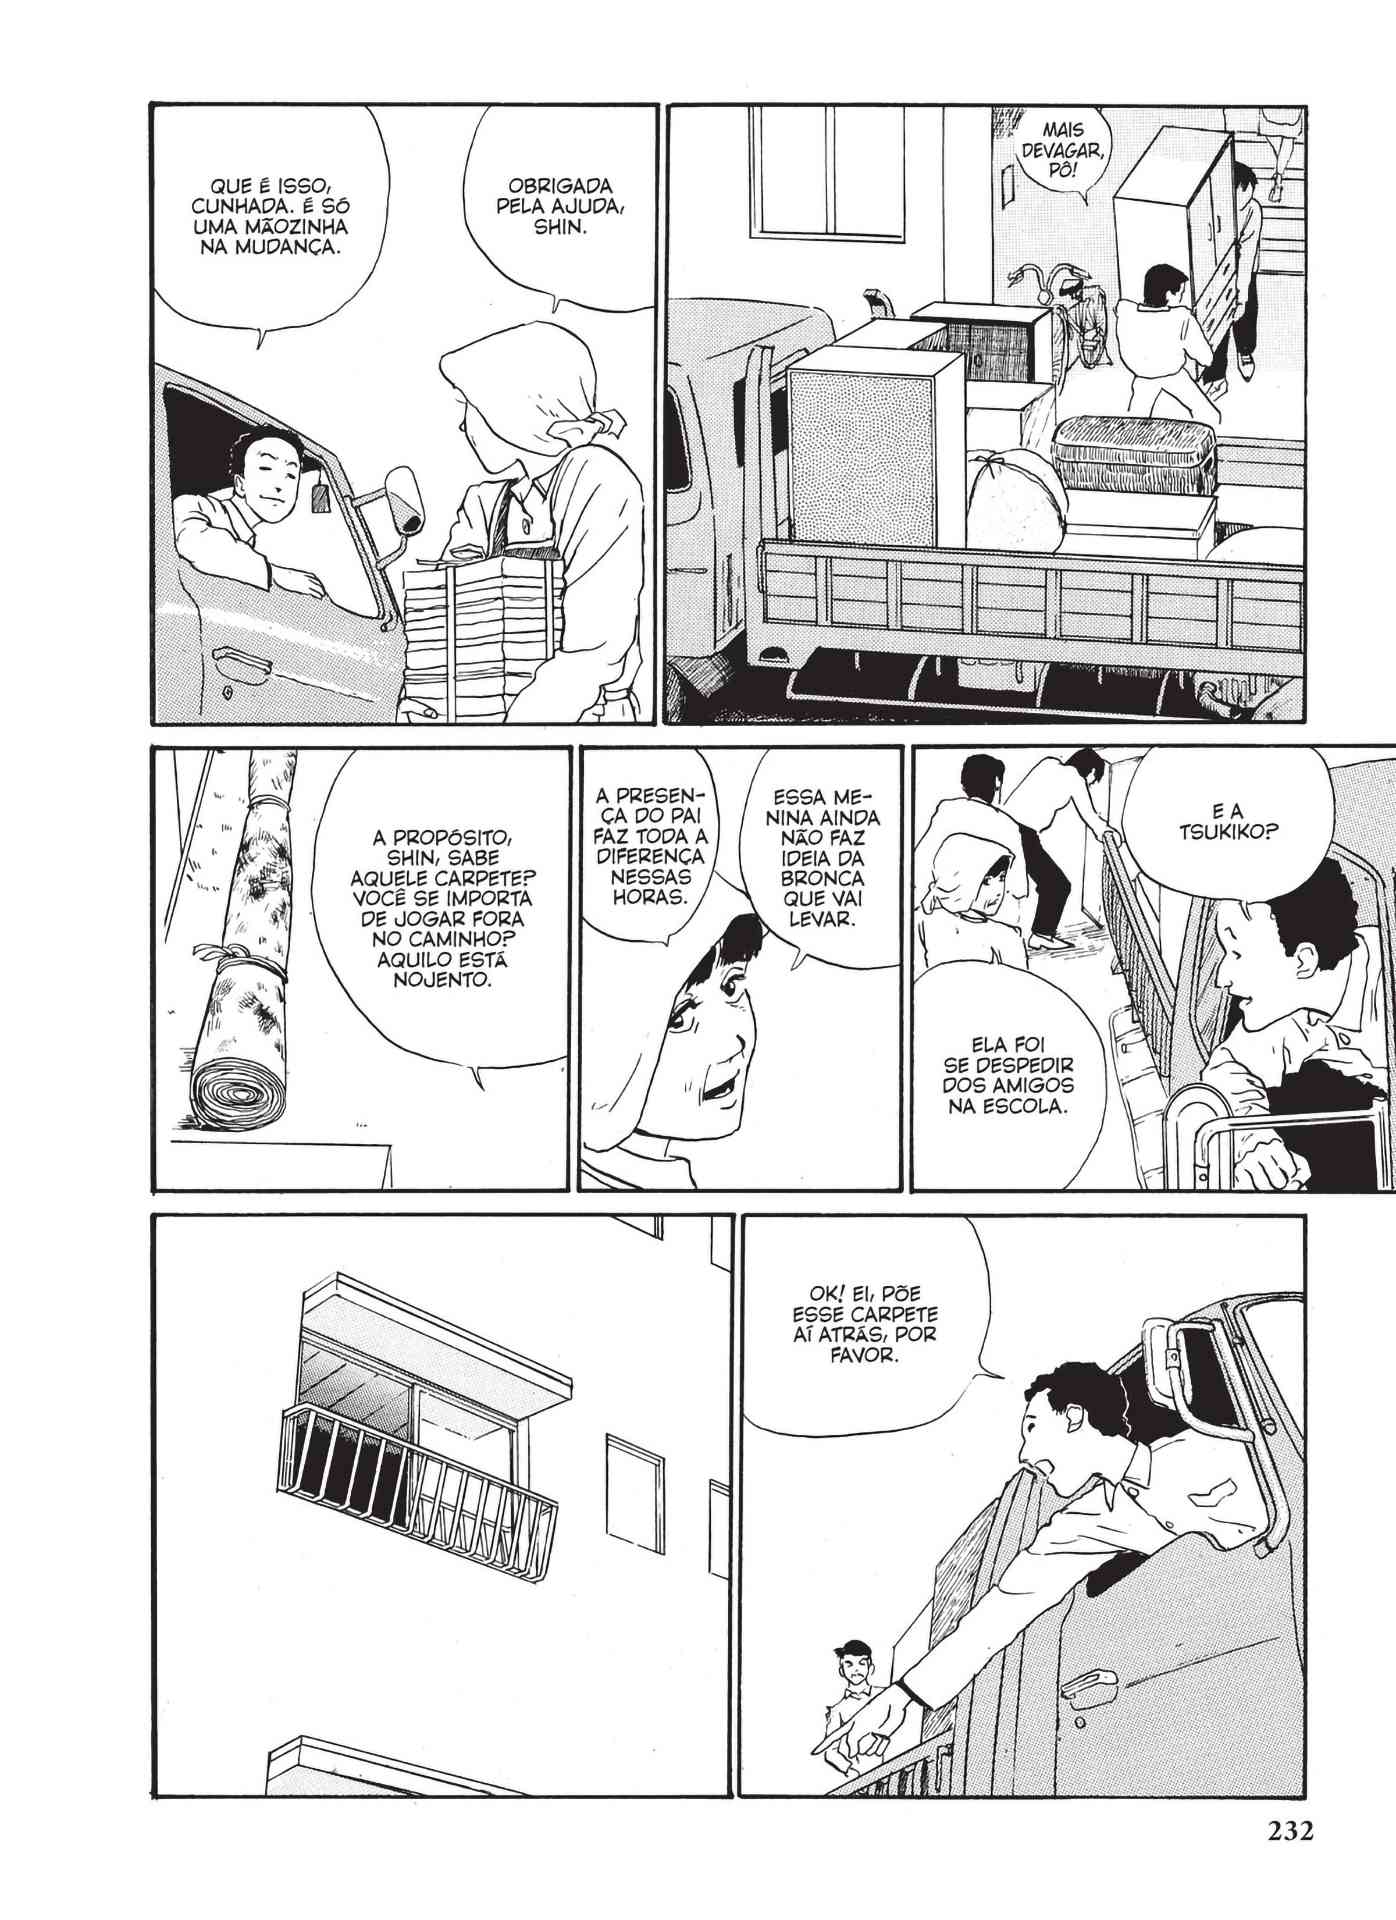 MAIS
DEVAGAR,
PÔ!
OBRIGADA
PELA AJUDA,
SHIN.
QUE É ISSO,
CUNHADA. É SÓ
UMA MÃOZINHA
NA MUDANÇA.
E A
TSUKIKO?
ELA FOI
SE DESPEDIR
DOS AMIGOS
NA ESCOLA.
ESSA ME-
NINA AINDA
NÃO FAZ
IDEIA DA
BRONCA
QUE VAI
LEVAR.
A PRESEN-
ÇA DO PAI
FAZ TODA A
DIFERENÇA
NESSAS
HORAS.
A PROPÓSITO,
SHIN, SABE
AQUELE CARPETE?
VOCÊ SE IMPORTA
DE JOGAR FORA
NO CAMINHO?
AQUILO ESTÁ
NOJENTO.
OK! EI, PÕE
ESSE CARPETE
AÍ ATRÁS, POR
FAVOR.
232